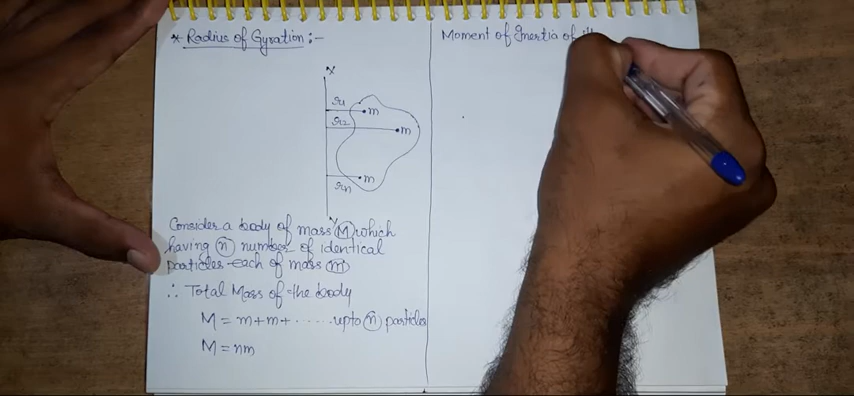 * Radius of Gyration :-
X
r1
m
r2
m
rn
m
Y
Consider a body of mass M which
having n number of identical
particles each of mass m
∴ Total Mass of the body
M = m+m+ ...... upto n particles
M = nm
Moment of Inertia of